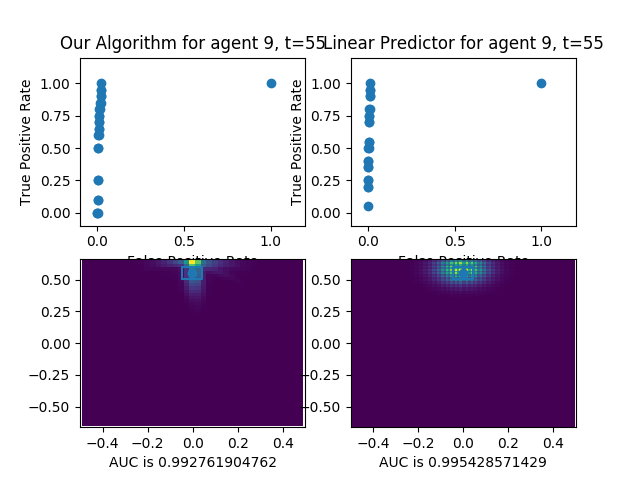 Our Algorithm for agent 9, t=55
Linear Predictor for agent 9, t=55
True Positive Rate
1.00
0.75
0.50
0.25
0.00
0.0 0.5 1.0
False Positive Rate
True Positive Rate
1.00
0.75
0.50
0.25
0.00
0.0 0.5 1.0
False Positive Rate
0.50
0.25
0.00
−0.25
−0.50
−0.4 −0.2 0.0 0.2 0.4
AUC is 0.992761904762
0.50
0.25
0.00
−0.25
−0.50
−0.4 −0.2 0.0 0.2 0.4
AUC is 0.995428571429